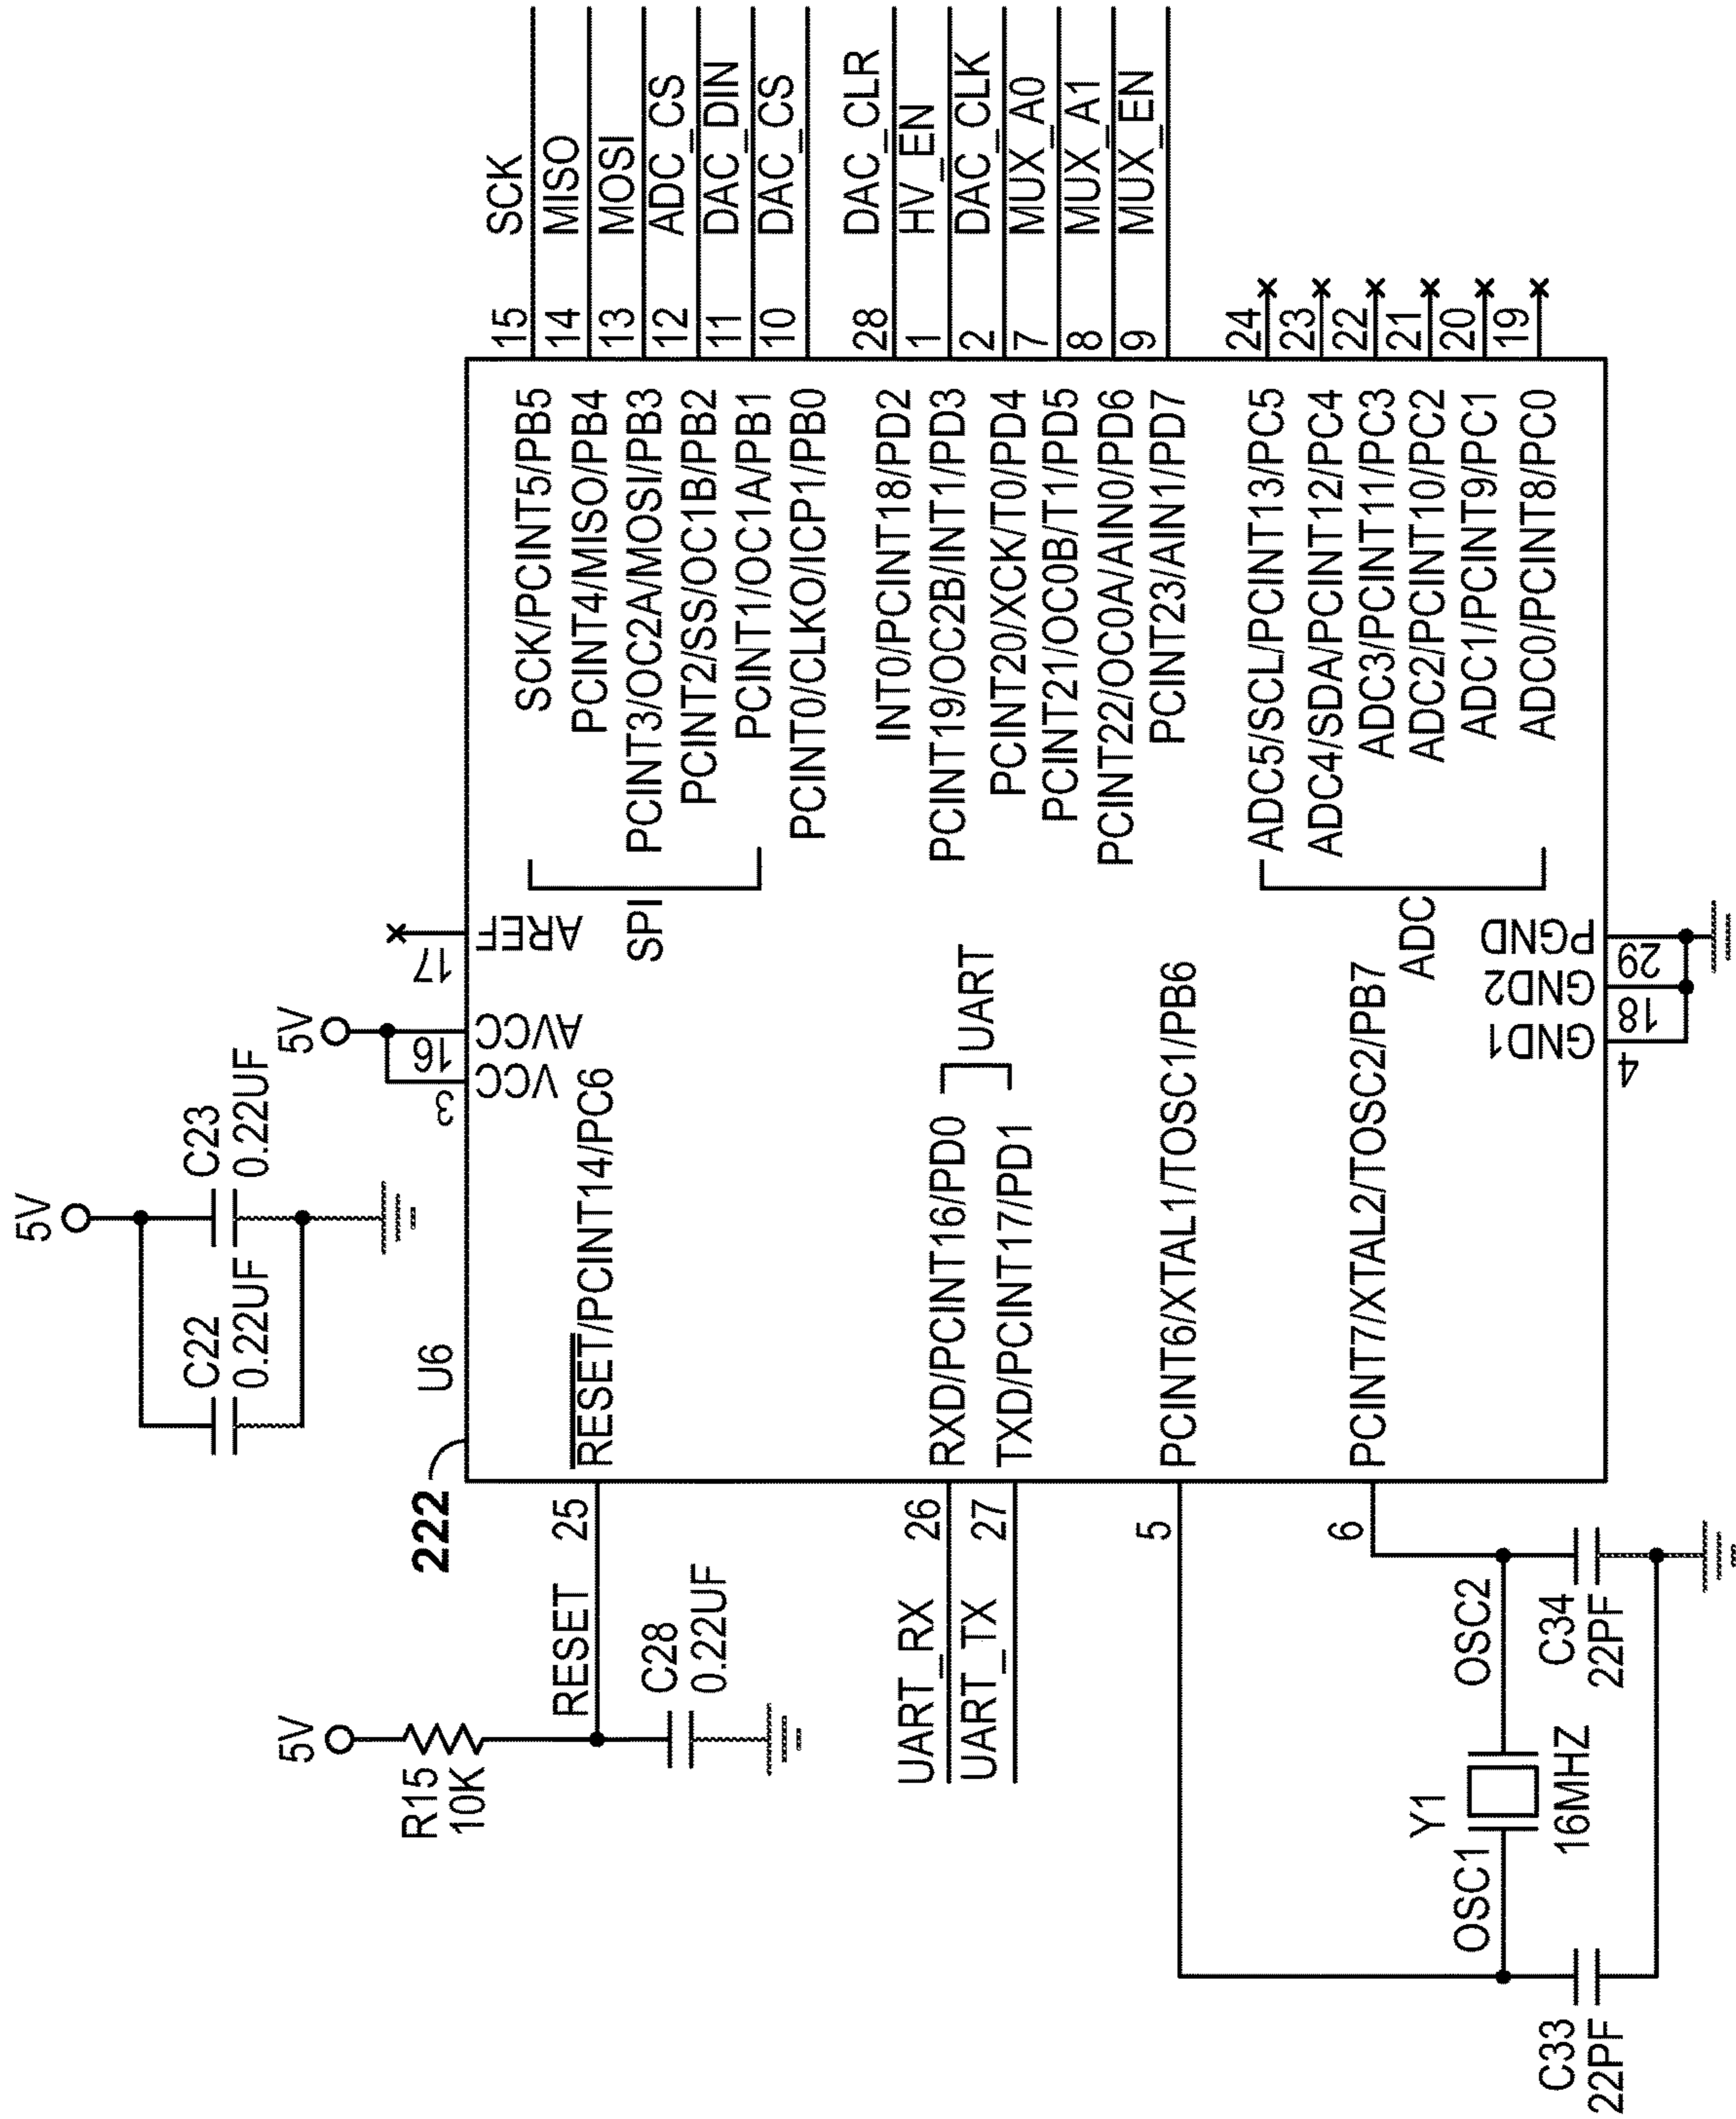 5V
C22
0.22UF
C23
0.22UF
5V
3
16
17
VCC
AVCC
AREF
222
U6
5V
R15
10K
RESET
25
C28
0.22UF
RESET/PCINT14/PC6
UART_RX
26
UART_TX
27
RXD/PCINT16/PD0
TXD/PCINT17/PD1
UART
5
PCINT6/XTAL1/TOSC1/PB6
6
PCINT7/XTAL2/TOSC2/PB7
Y1
OSC1
OSC2
16MHZ
C33
22PF
C34
22PF
SPI
SCK/PCINT5/PB5
PCINT4/MISO/PB4
PCINT3/OC2A/MOSI/PB3
PCINT2/SS/OC1B/PB2
PCINT1/OC1A/PB1
PCINT0/CLKO/ICP1/PB0
15 SCK
14 MISO
13 MOSI
12 ADC_CS
11 DAC_DIN
10 DAC_CS
INT0/PCINT18/PD2
PCINT19/OC2B/INT1/PD3
PCINT20/XCK/T0/PD4
PCINT21/OC0B/T1/PD5
PCINT22/OC0A/AIN0/PD6
PCINT23/AIN1/PD7
28 DAC_CLR
1 HV_EN
2 DAC_CLK
7 MUX_A0
8 MUX_A1
9 MUX_EN
ADC
ADC5/SCL/PCINT13/PC5
ADC4/SDA/PCINT12/PC4
ADC3/PCINT11/PC3
ADC2/PCINT10/PC2
ADC1/PCINT9/PC1
ADC0/PCINT8/PC0
24
23
22
21
20
19
GND1
GND2
PGND
4
18
29